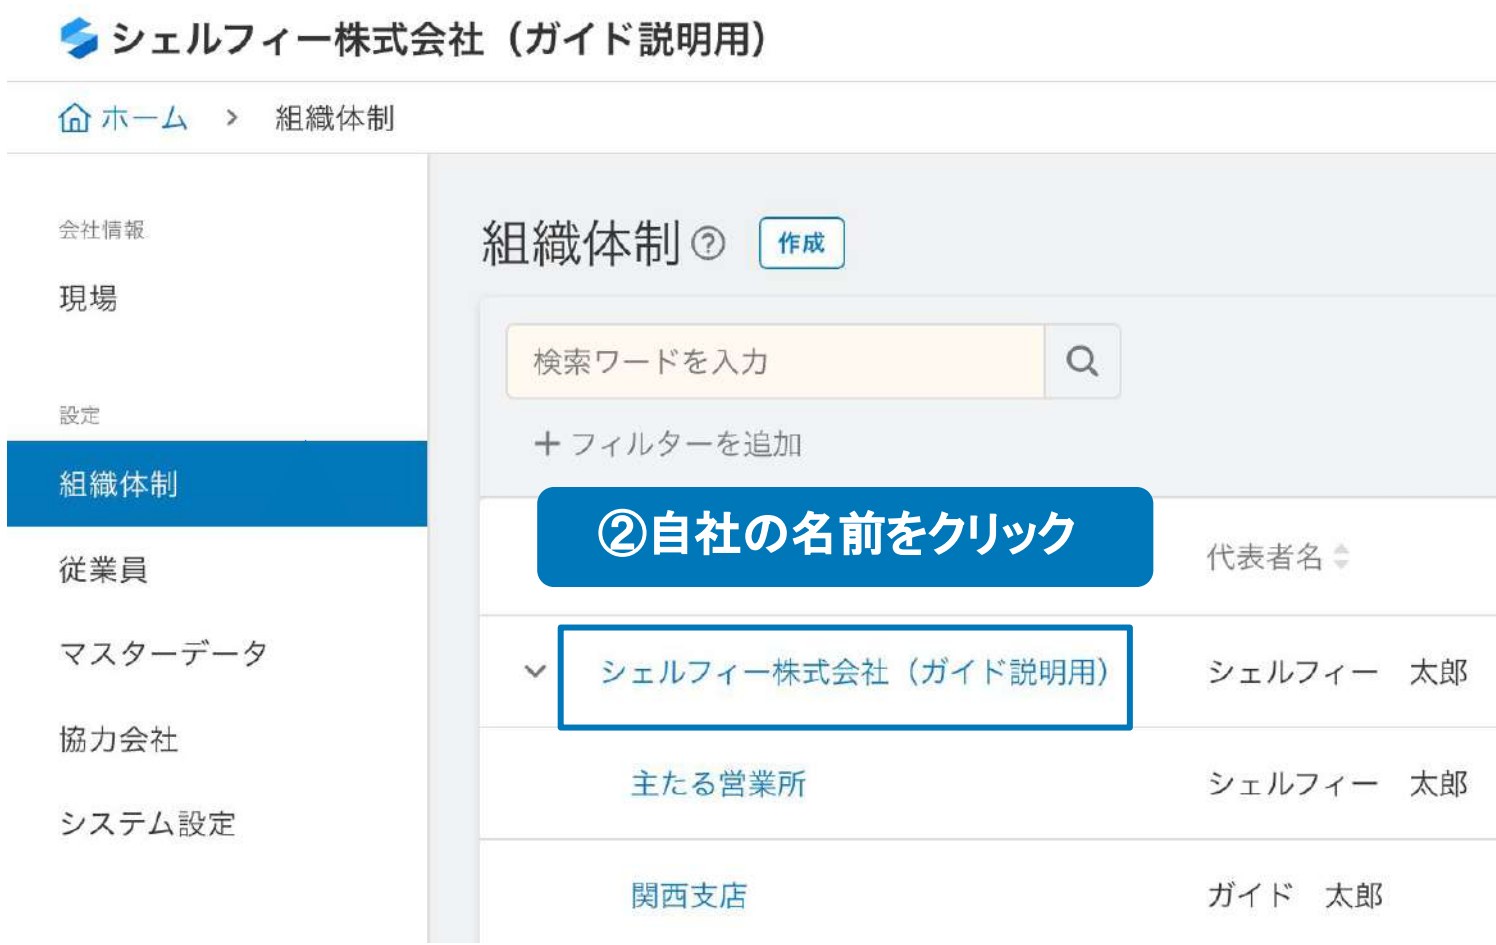 シェルフィー株式会社（ガイド説明用）
ホーム > 組織体制
会社情報
現場
設定
組織体制
従業員
マスターデータ
協力会社
システム設定
組織体制 ? 作成
検索ワードを入力
+ フィルターを追加
②自社の名前をクリック
代表者名
シェルフィー株式会社（ガイド説明用） シェルフィー　太郎
主たる営業所 シェルフィー　太郎
関西支店 ガイド　太郎